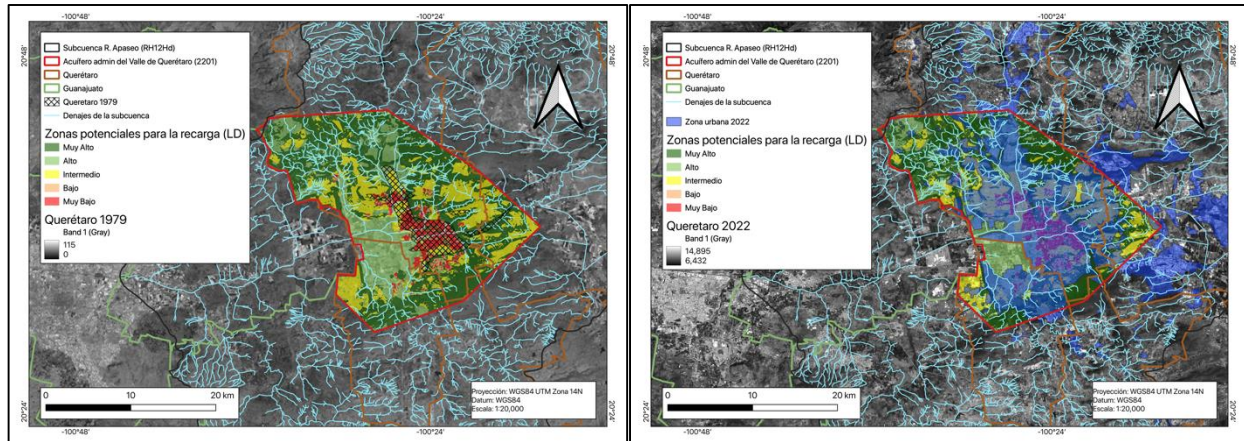 -100°48'
-100°24'
20°48'
20°48'
Subcuenca R. Apaseo (RH12Hd)
Acuífero admin del Valle de Querétaro (2201)
Querétaro
Guanajuato
Queretaro 1979
Denajes de la subcuenca
Zonas potenciales para la recarga (LD)
Muy Alto
Alto
Intermedio
Bajo
Muy Bajo
Querétaro 1979
Band 1 (Gray)
115
0
0 10 20 km
Proyección: WGS84 UTM Zona 14N
Datum: WGS84
Escala: 1:20,000
20°24'
20°24'
-100°48'
-100°24'
-100°48'
-100°24'
20°48'
20°48'
Subcuenca R. Apaseo (RH12Hd)
Acuífero admin del Valle de Querétaro (2201)
Querétaro
Guanajuato
Denajes de la subcuenca
Zona urbana 2022
Zonas potenciales para la recarga (LD)
Muy Alto
Alto
Intermedio
Bajo
Muy Bajo
Queretaro 2022
Band 1 (Gray)
14,895
6,432
0 10 20 km
Proyección: WGS84 UTM Zona 14N
Datum: WGS84
Escala: 1:20,000
20°24'
20°24'
-100°48'
-100°24'